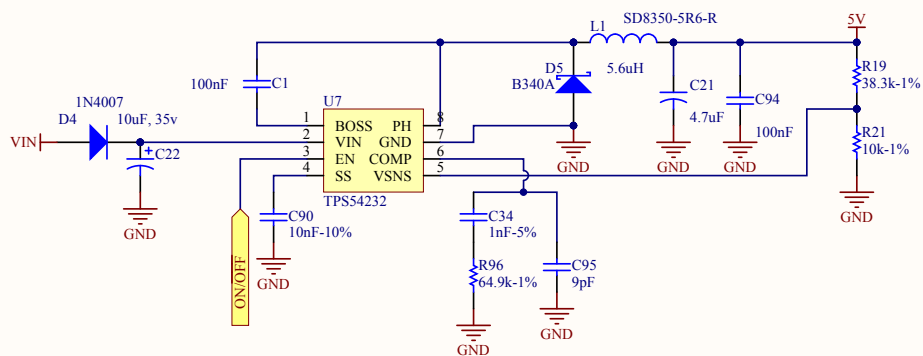 L1
SD8350-5R6-R
5V
C1
100nF
D5
B340A
5.6uH
R19
38.3k-1%
C21
4.7uF
C94
100nF
1N4007
D4
10uF, 35v
U7
1
BOSS
PH
8
VIN
+
C22
2
VIN
GND
7
3
EN
COMP
6
4
SS
VSNS
5
TPS54232
R21
10k-1%
GND
GND
GND
GND
GND
C90
10nF-10%
C34
1nF-5%
ON/OFF
GND
R96
64.9k-1%
C95
9pF
GND
GND